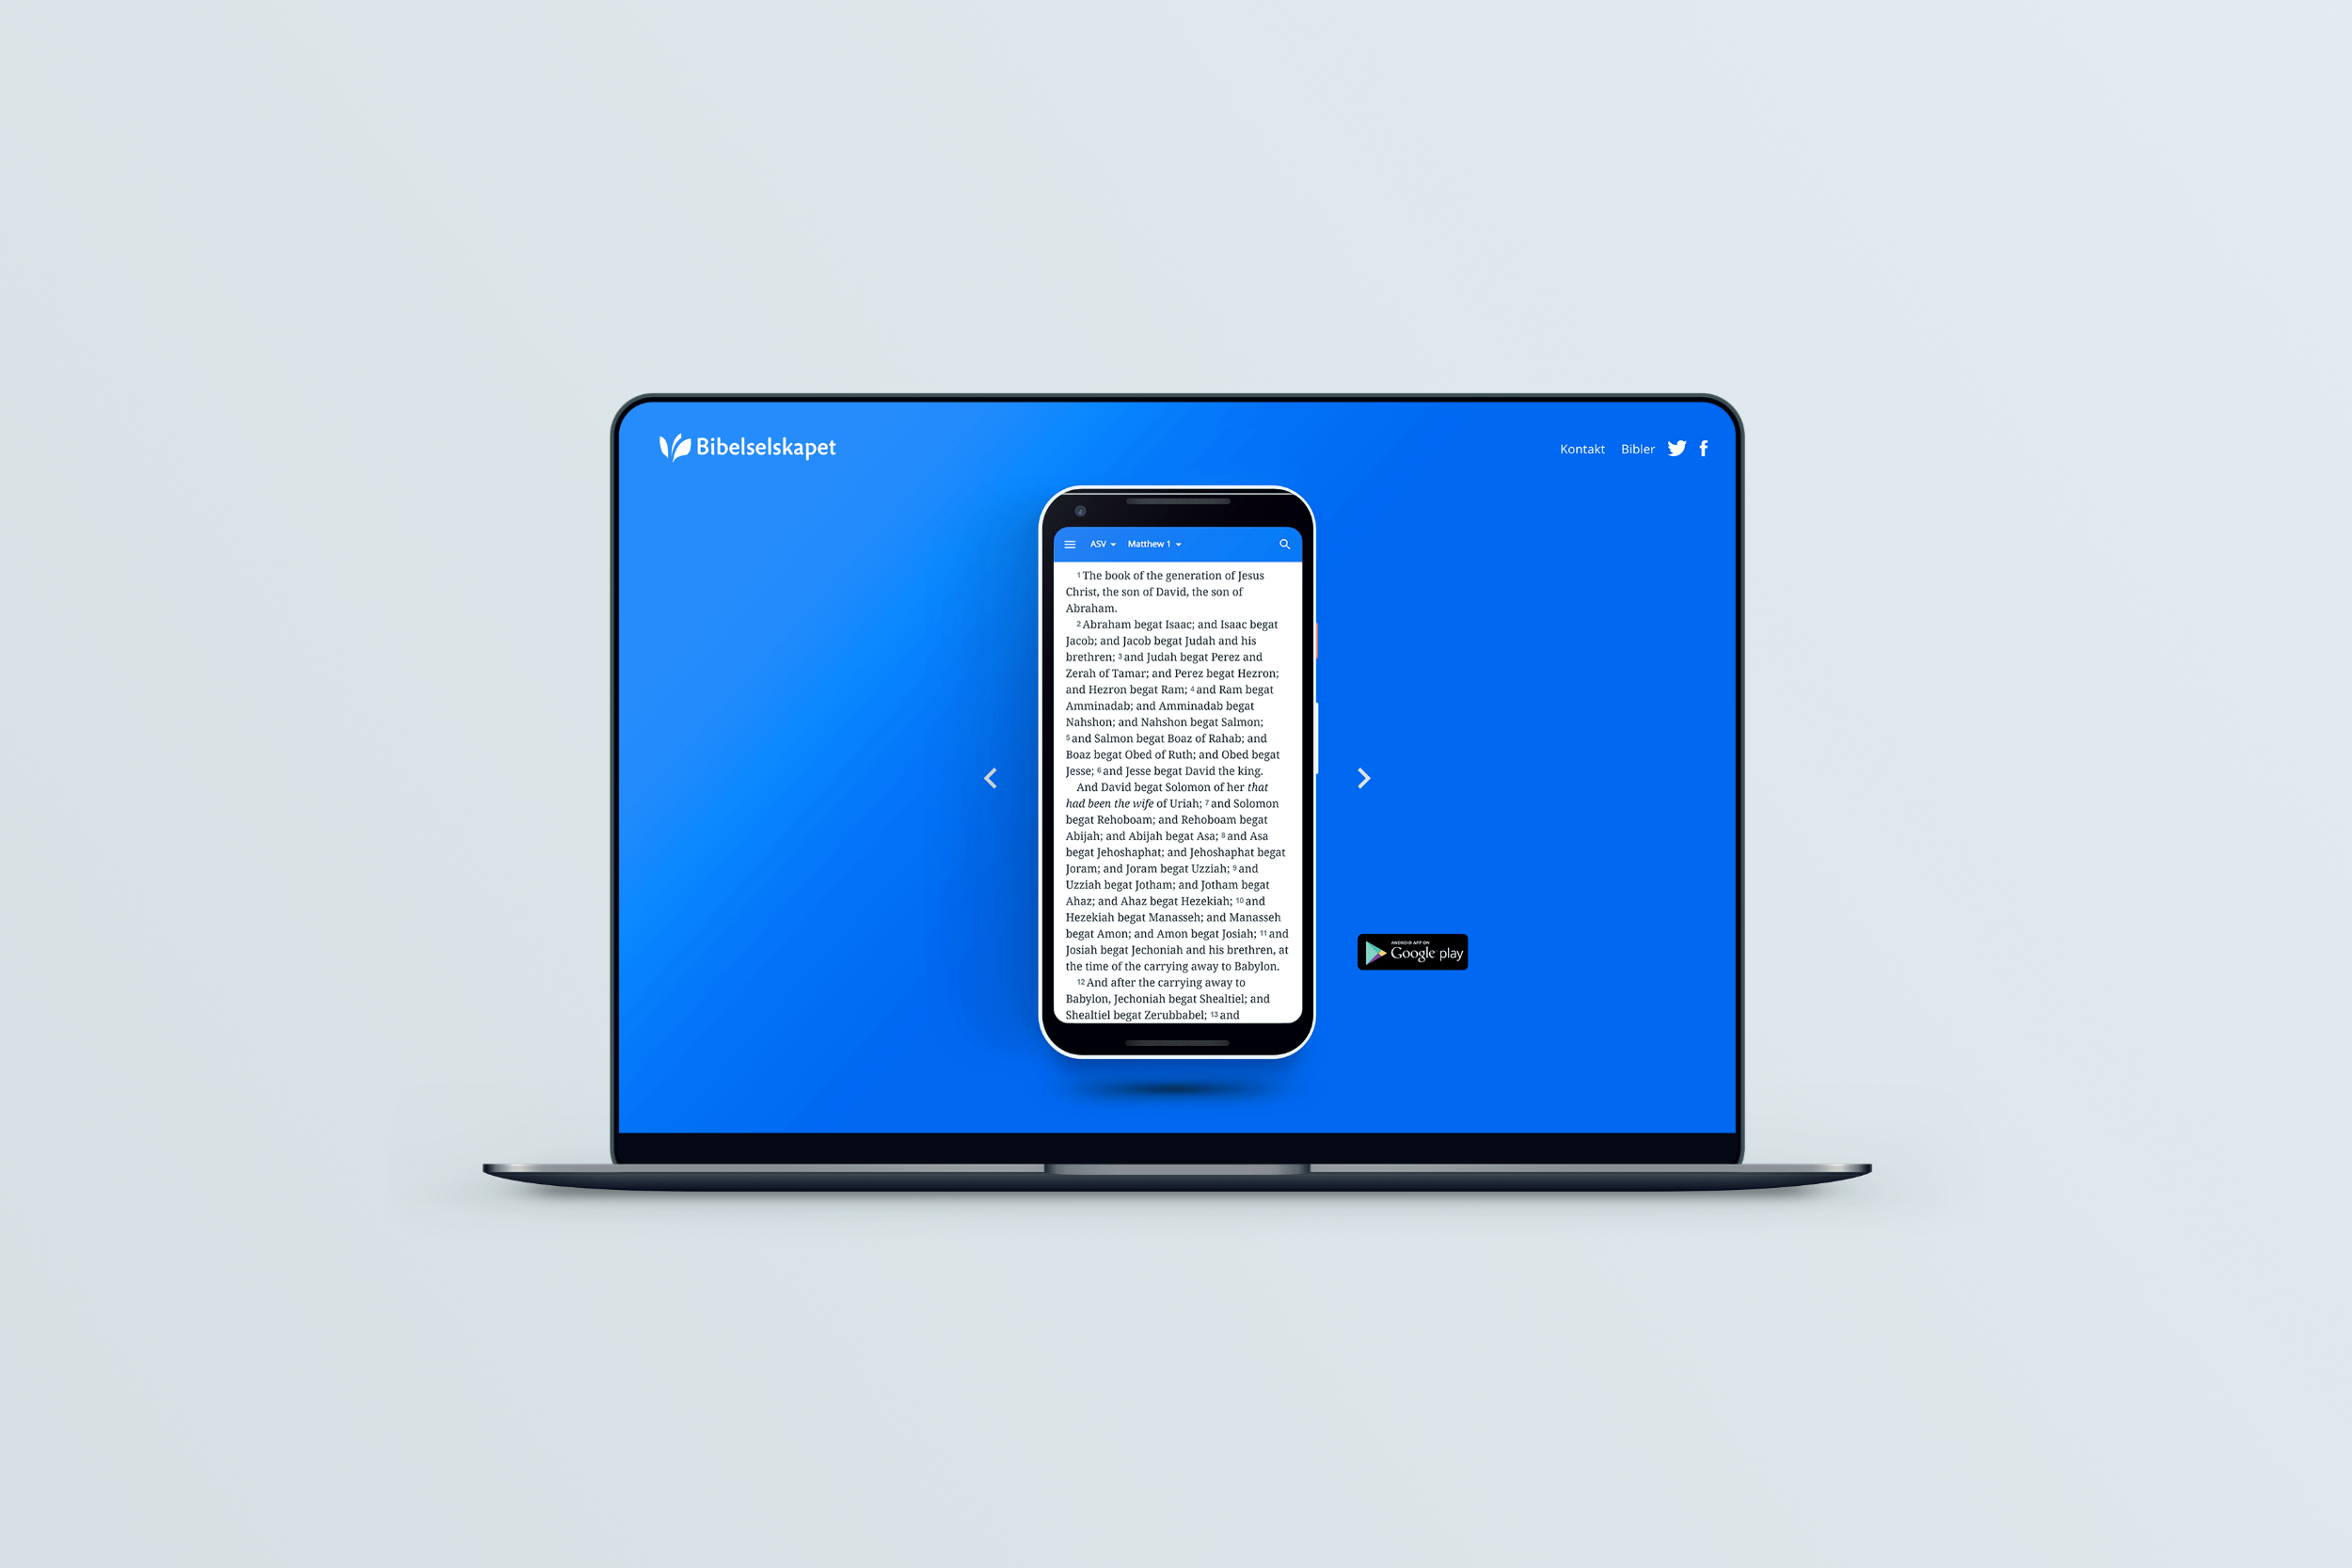 Bibelselskapet
Kontakt Bibler
ASV Matthew 1
1 The book of the generation of Jesus
Christ, the son of David, the son of
Abraham.
2 Abraham begat Isaac; and Isaac begat
Jacob; and Jacob begat Judah and his
brethren; 3 and Judah begat Perez and
Zerah of Tamar; and Perez begat Hezron;
and Hezron begat Ram; 4 and Ram begat
Amminadab; and Amminadab begat
Nahshon; and Nahshon begat Salmon;
5 and Salmon begat Boaz of Rahab; and
Boaz begat Obed of Ruth; and Obed begat
Jesse; 6 and Jesse begat David the king.
And David begat Solomon of her that
had been the wife of Uriah; 7 and Solomon
begat Rehoboam; and Rehoboam begat
Abijah; and Abijah begat Asa; 8 and Asa
begat Jehoshaphat; and Jehoshaphat begat
Joram; and Joram begat Uzziah; 9 and
Uzziah begat Jotham; and Jotham begat
Ahaz; and Ahaz begat Hezekiah; 10 and
Hezekiah begat Manasseh; and Manasseh
begat Amon; and Amon begat Josiah; 11 and
Josiah begat Jechoniah and his brethren, at
the time of the carrying away to Babylon.
12 And after the carrying away to
Babylon, Jechoniah begat Shealtiel; and
Shealtiel begat Zerubbabel; 13 and
ANDROID APP ON
Google play